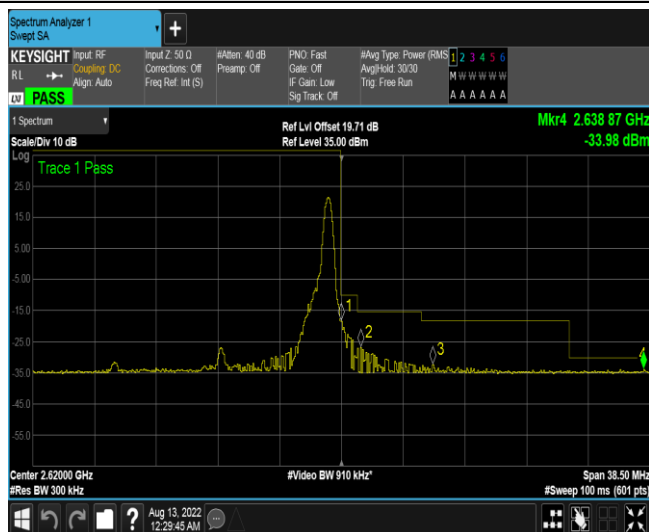 Spectrum Analyzer 1
Swept SA
+
KEYSIGHT
R L
LXI PASS
Input: RF
Coupling: DC
Align: Auto
Input Z: 50 Ω
Corrections: Off
Freq Ref: Int (S)
#Atten: 40 dB
Preamp: Off
PNO: Fast
Gate: Off
IF Gain: Low
Sig Track: Off
#Avg Type: Power (RMS
Avg|Hold: 30/30
Trig: Free Run
1 2 3 4 5 6
M W W W W W
A A A A A A
1 Spectrum
Scale/Div 10 dB
Log
Ref Lvl Offset 19.71 dB
Ref Level 35.00 dBm
Mkr4 2.638 87 GHz
-33.98 dBm
Trace 1 Pass
25.0
15.0
5.00
-5.00
-15.0
-25.0
-35.0
-45.0
-55.0
1
2
3
4
Center 2.62000 GHz
#Res BW 300 kHz
#Video BW 910 kHz*
Span 38.50 MHz
#Sweep 100 ms (601 pts)
?
Aug 13, 2022
12:29:45 AM